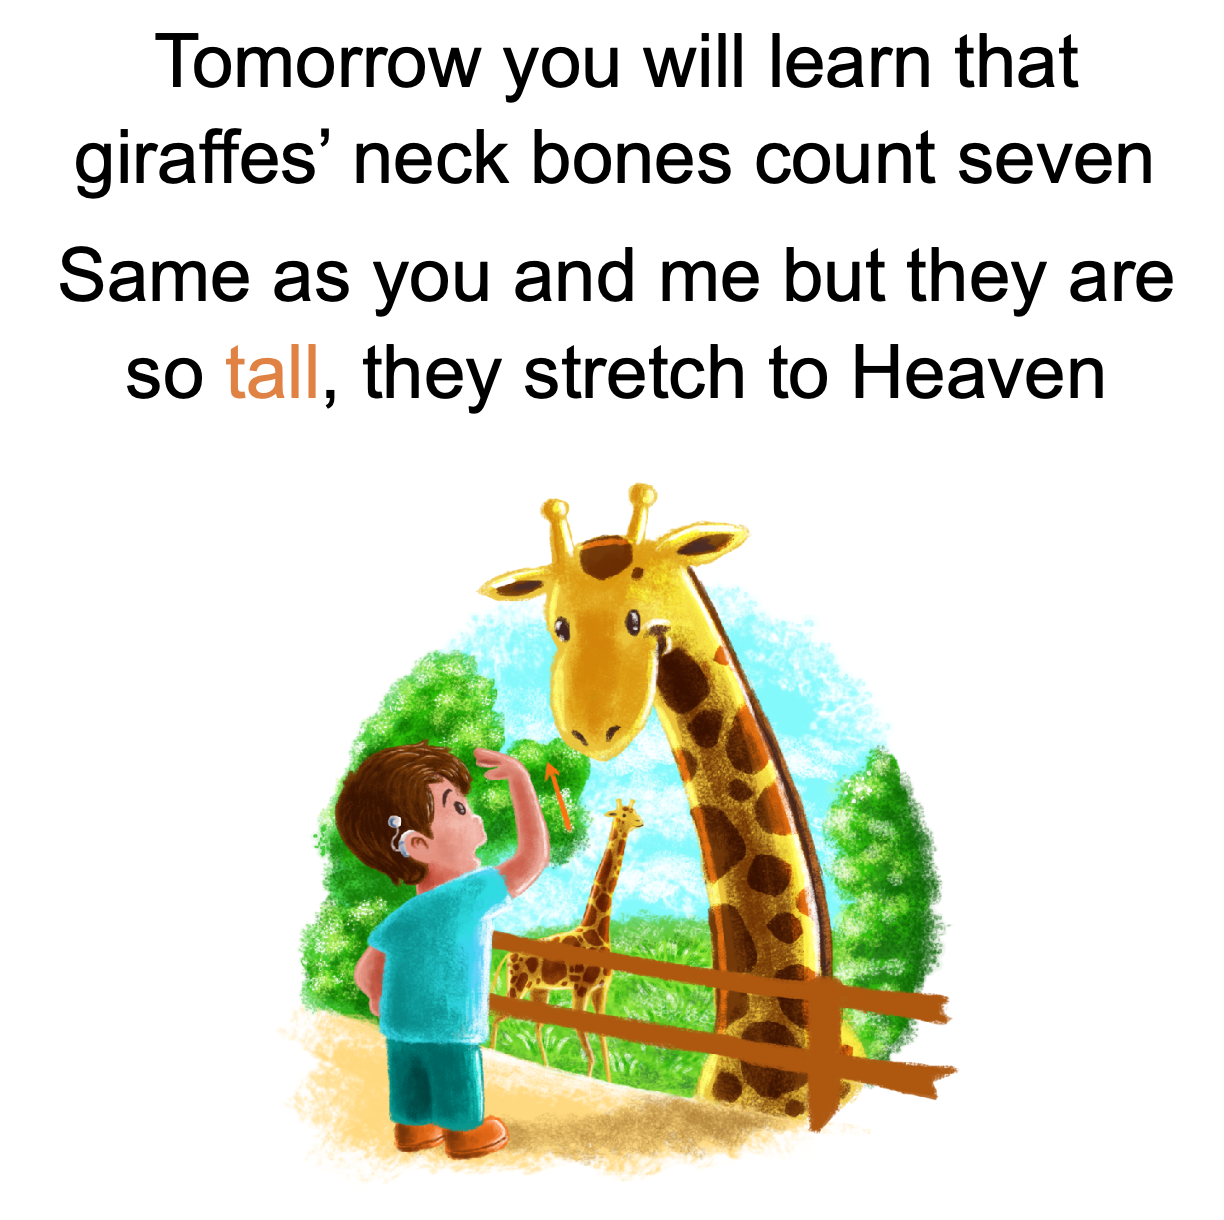 Tomorrow you will learn that
giraffes’ neck bones count seven
Same as you and me but they are
so tall, they stretch to Heaven